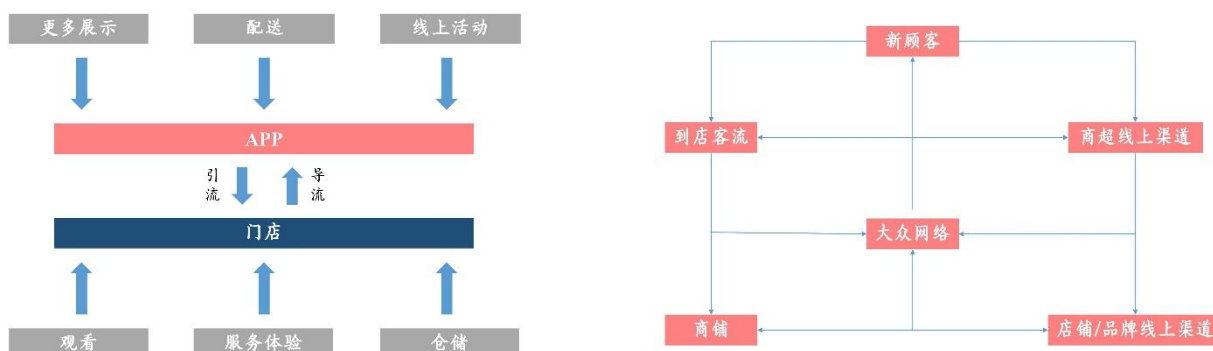 更多展示
配送
线上活动
APP
引流
导流
门店
观看
服务体验
仓储
新顾客
到店客流
商超线上渠道
大众网络
商铺
店铺/品牌线上渠道